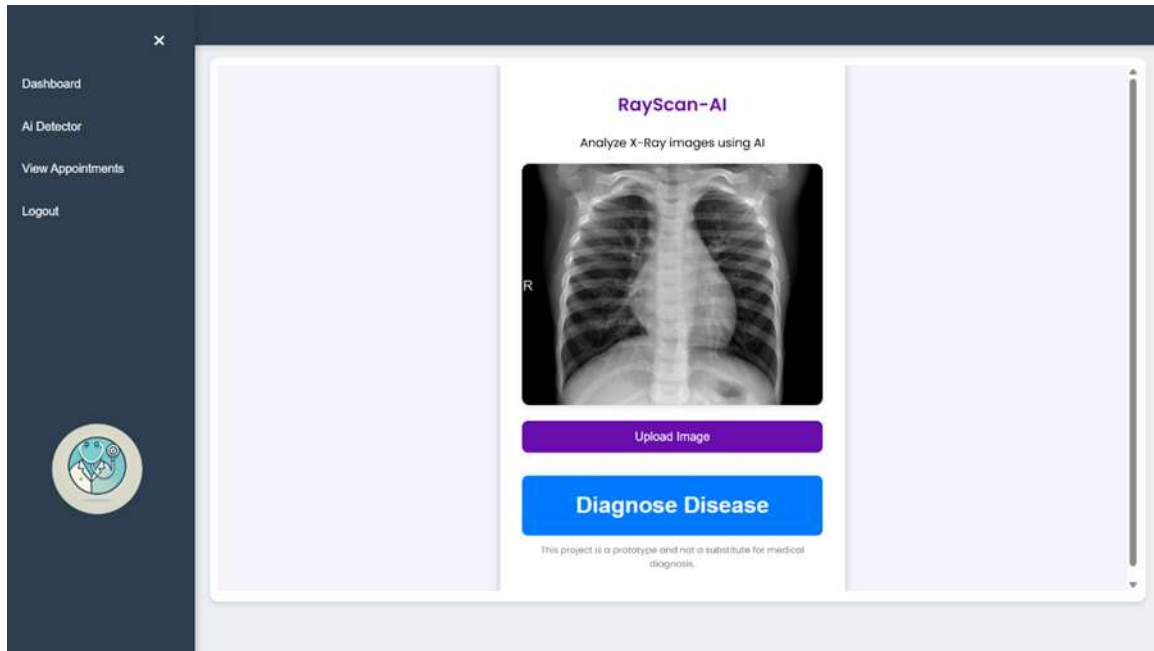 ×
Dashboard
Ai Detector
View Appointments
Logout
RayScan-AI
Analyze X-Ray images using AI
R
Upload Image
Diagnose Disease
This project is a prototype and not a substitute for medical
diagnosis.